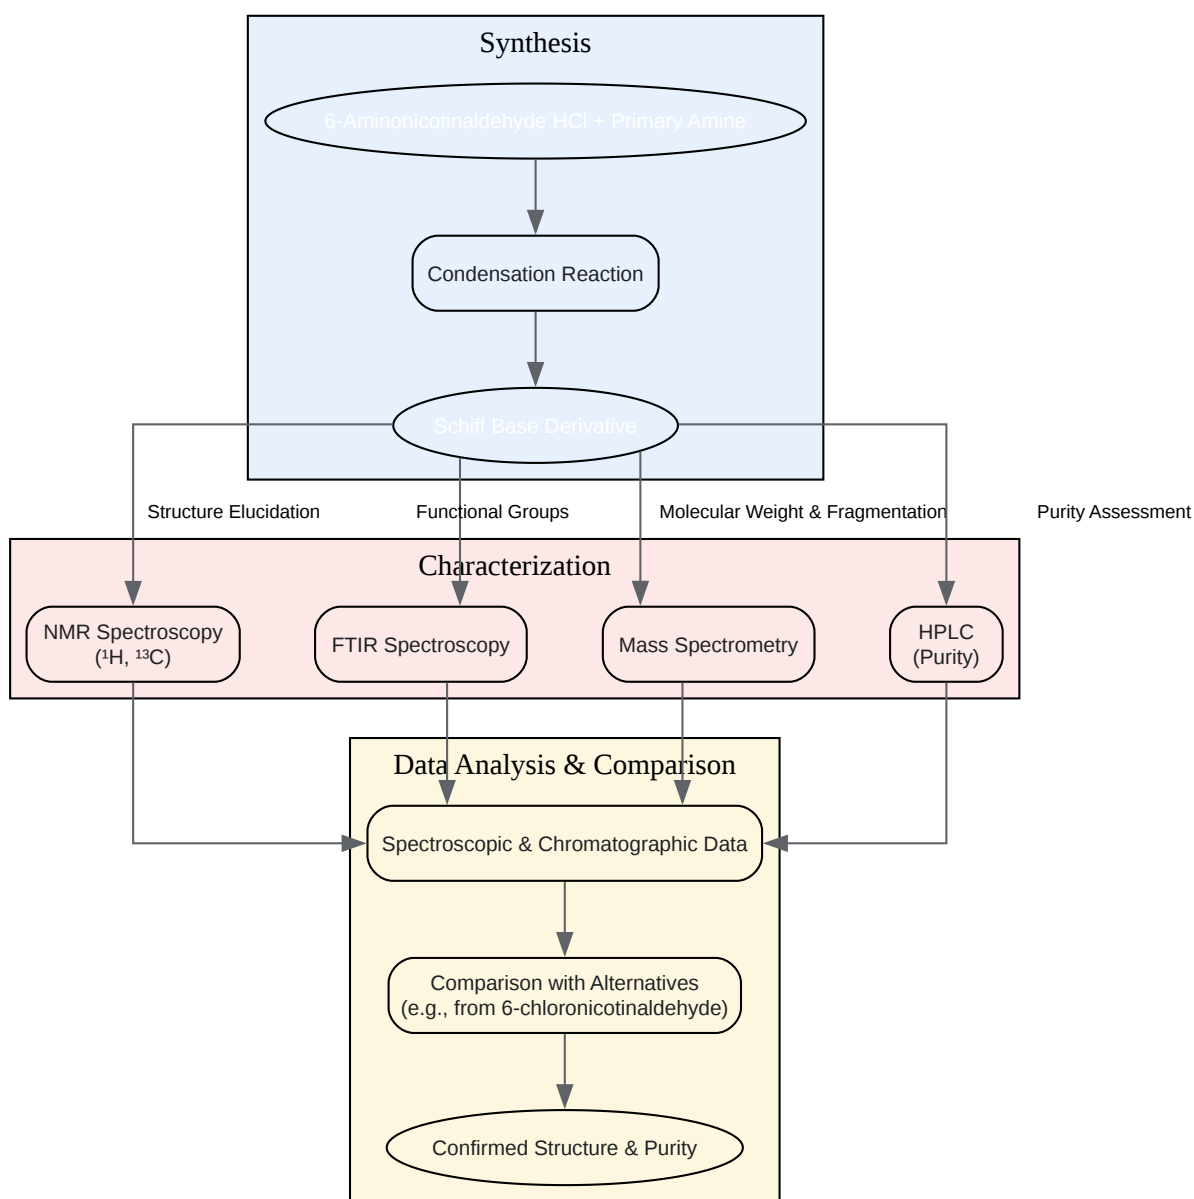 Synthesis
6-Aminonicotinaldehyde HCl + Primary Amine
Condensation Reaction
Schiff Base Derivative
Structure Elucidation
Functional Groups
Molecular Weight & Fragmentation
Purity Assessment
Characterization
NMR Spectroscopy
(¹H, ¹³C)
FTIR Spectroscopy
Mass Spectrometry
HPLC
(Purity)
Data Analysis & Comparison
Spectroscopic & Chromatographic Data
Comparison with Alternatives
(e.g., from 6-chloronicotinaldehyde)
Confirmed Structure & Purity